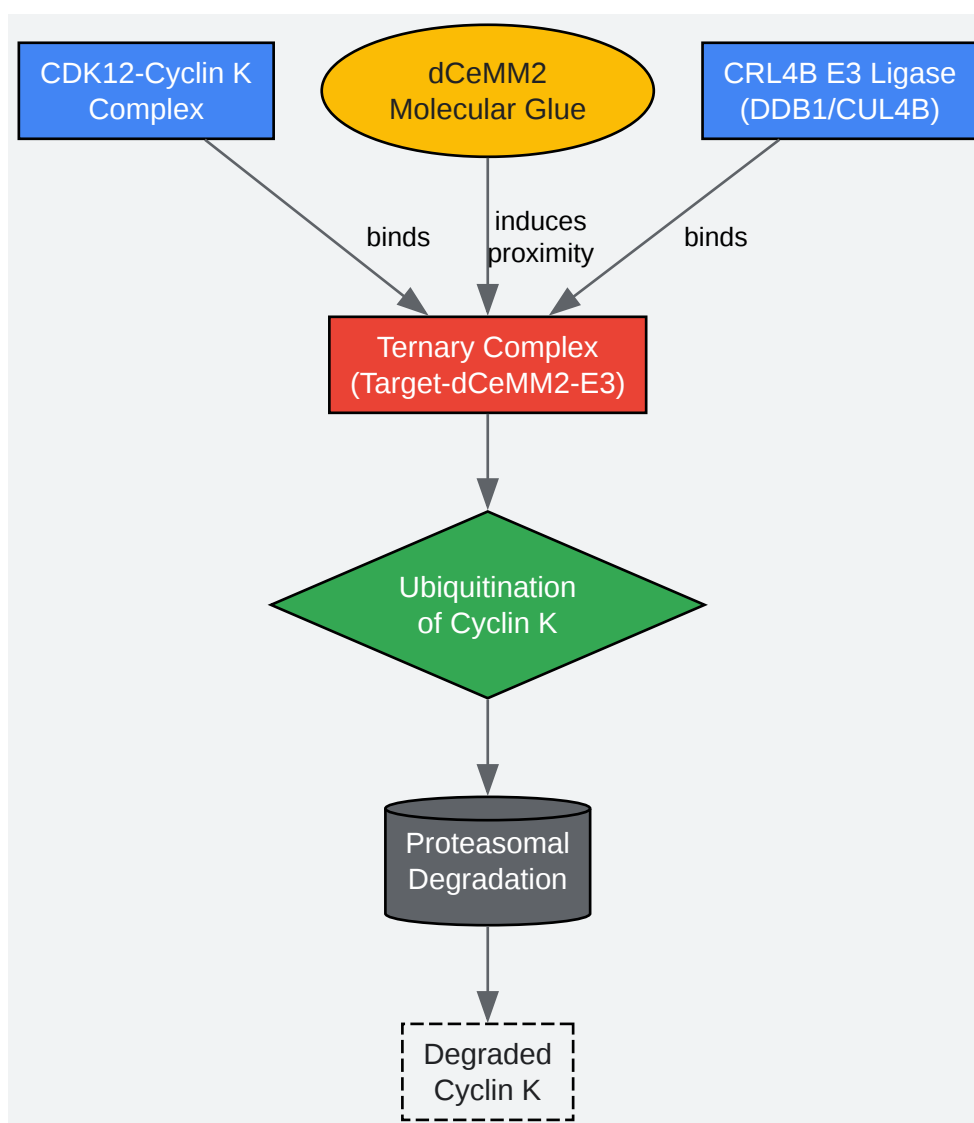 CDK12-Cyclin K
Complex
dCeMM2
Molecular Glue
CRL4B E3 Ligase
(DDB1/CUL4B)
binds
induces
proximity
binds
Ternary Complex
(Target-dCeMM2-E3)
Ubiquitination
of Cyclin K
Proteasomal
Degradation
Degraded
Cyclin K